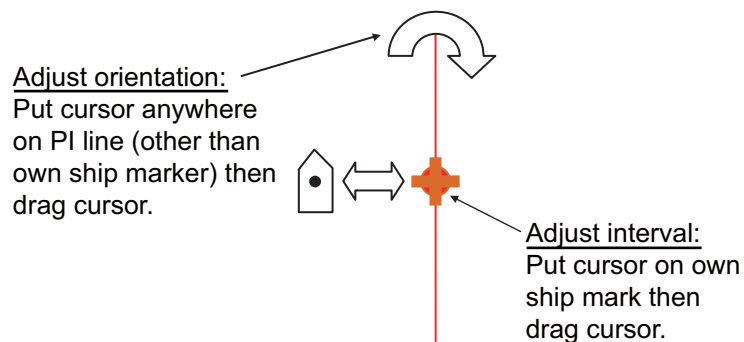 Adjust orientation:
Put cursor anywhere
on PI line (other than
own ship marker) then
drag cursor.
Adjust interval:
Put cursor on own
ship mark then
drag cursor.